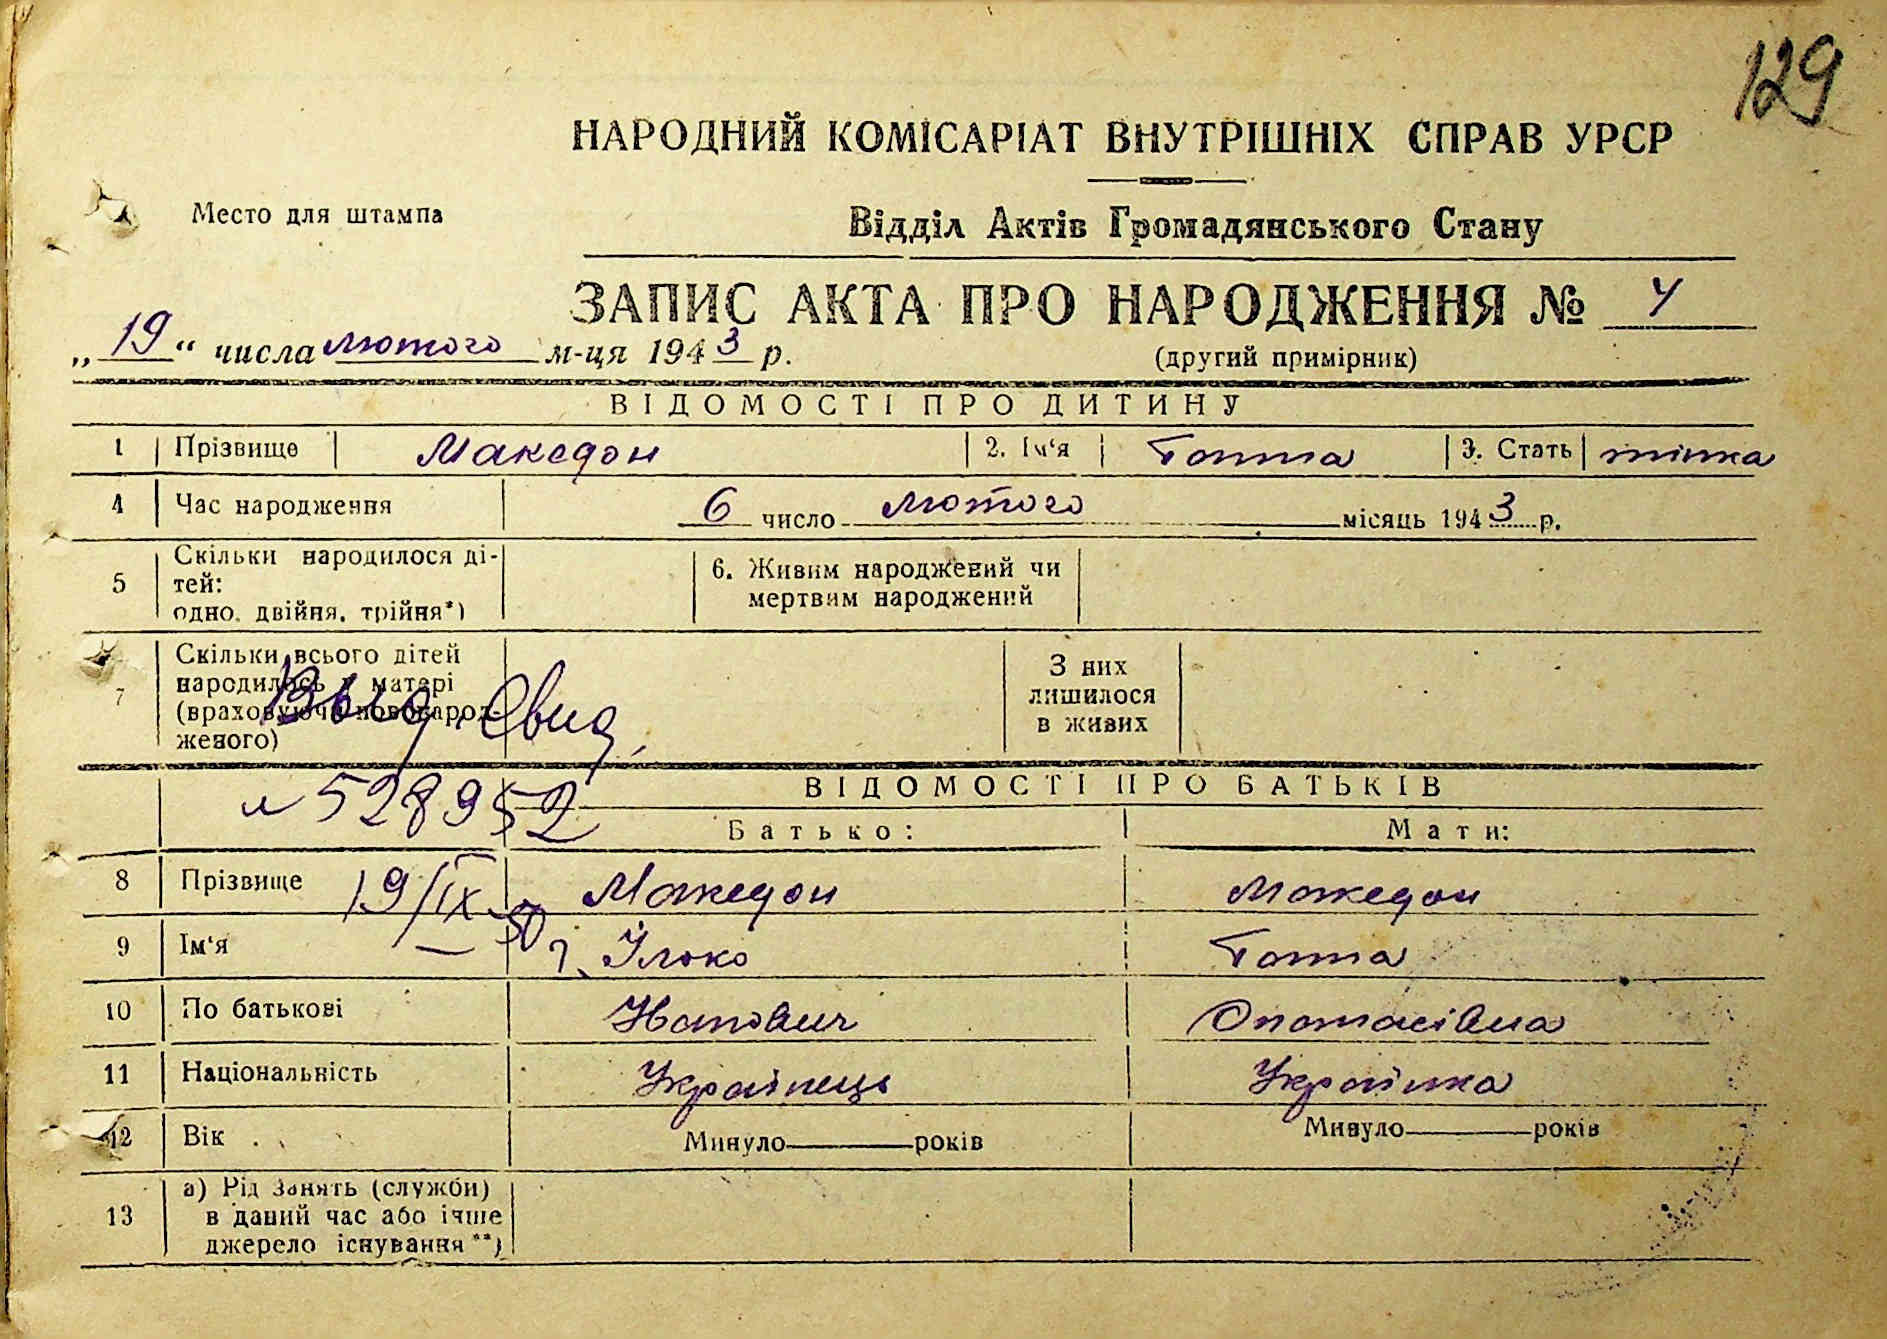 129
НАРОДНИЙ КОМІСАРІАТ ВНУТРІШНІХ СПРАВ УРСР
Место для штампа
Відділ Актів Громадянського Стану
ЗАПИС АКТА ПРО НАРОДЖЕННЯ № 4
„19“ числа лютого м-ця 1943 р.
(другий примірник)
ВІДОМОСТІ ПРО ДИТИНУ
1 Прізвище Македон 2. Ім‘я Ганна 3. Стать жінка
4 Час народження 6 число лютого місяць 1943 р.
5 Скільки народилося ді-
тей:
одно, двійня, трійня*)
6. Живим народжений чи
мертвим народжений
7 Скільки всього дітей
народилось у матері
(враховуючи новонарод-
женого)
З них
лишилося
в живих
Выд. Свид.
№ 528952
19/IX 50 г.
ВІДОМОСТІ ПРО БАТЬКІВ
Батько: Мати:
8 Прізвище Македон Македон
9 Ім‘я Ілько Ганна
10 По батькові Опанасівна
11 Національність Українець Українка
12 Вік Минуло років Минуло років
13 а) Рід занять (служби)
в даний час або інше
джерело існування **)